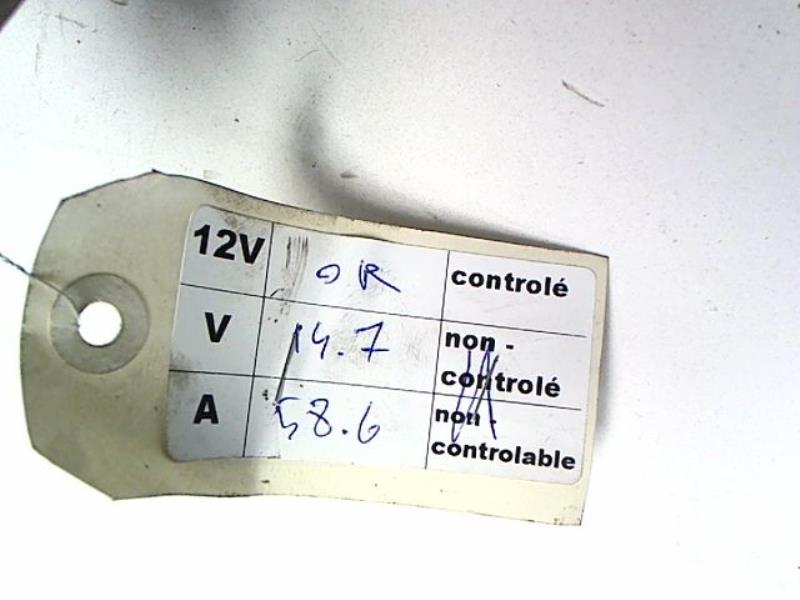 12V OK controlé
V 14.7 non -
controlé
A 58.6 non -
controlable